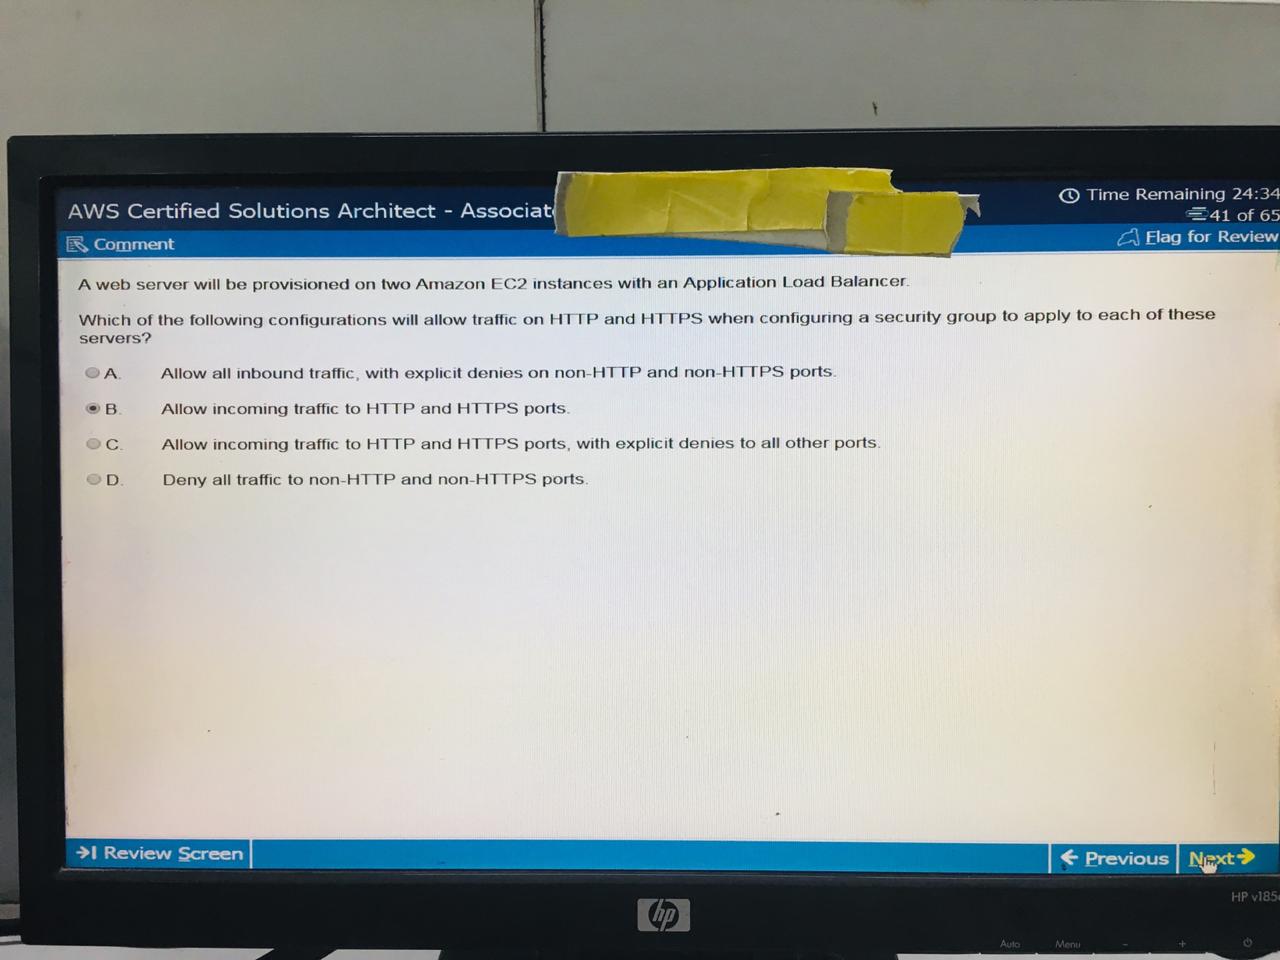 AWS Certified Solutions Architect - Associat
Time Remaining 24:34
41 of 65
Comment
Flag for Review
A web server will be provisioned on two Amazon EC2 instances with an Application Load Balancer.
Which of the following configurations will allow traffic on HTTP and HTTPS when configuring a security group to apply to each of these
servers?
A. Allow all inbound traffic, with explicit denies on non-HTTP and non-HTTPS ports.
B. Allow incoming traffic to HTTP and HTTPS ports.
C. Allow incoming traffic to HTTP and HTTPS ports, with explicit denies to all other ports.
D. Deny all traffic to non-HTTP and non-HTTPS ports.
Review Screen
Previous
Next
hp
HP v185
Auto Menu - +